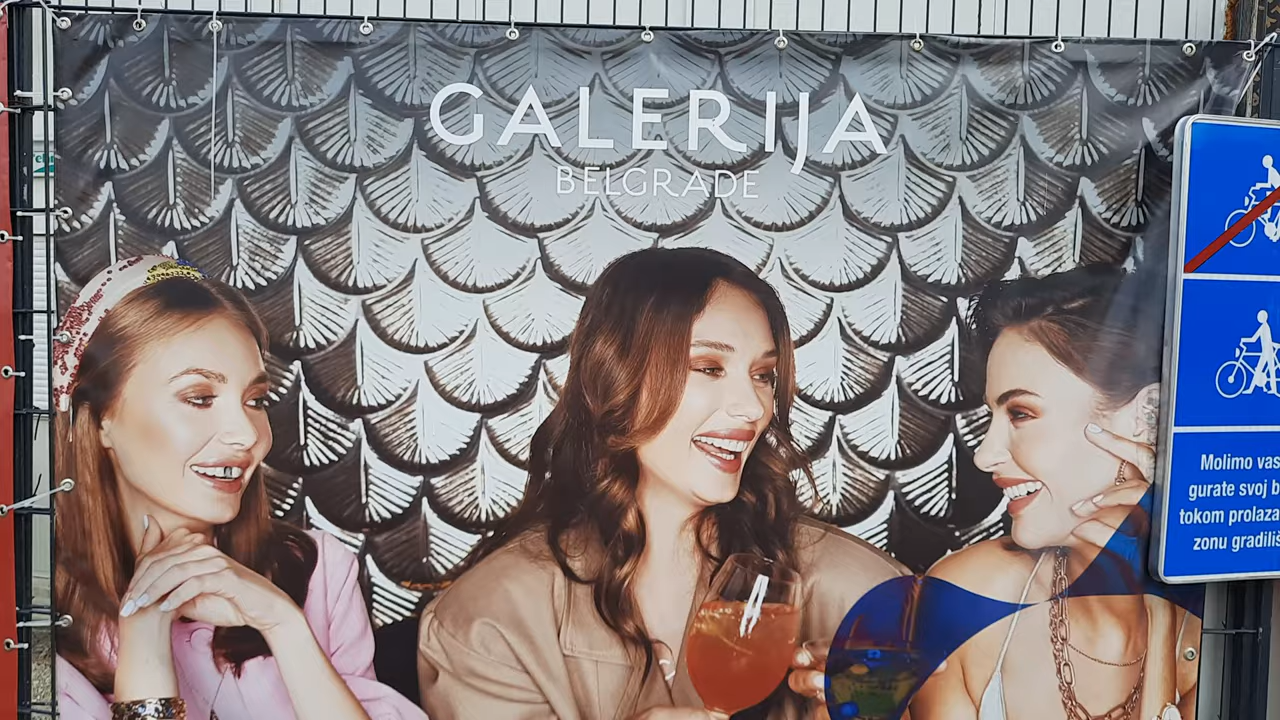 GALERIJA
BELGRADE
Molimo vas
gurate svoj b
tokom prolaza
zonu gradiliš